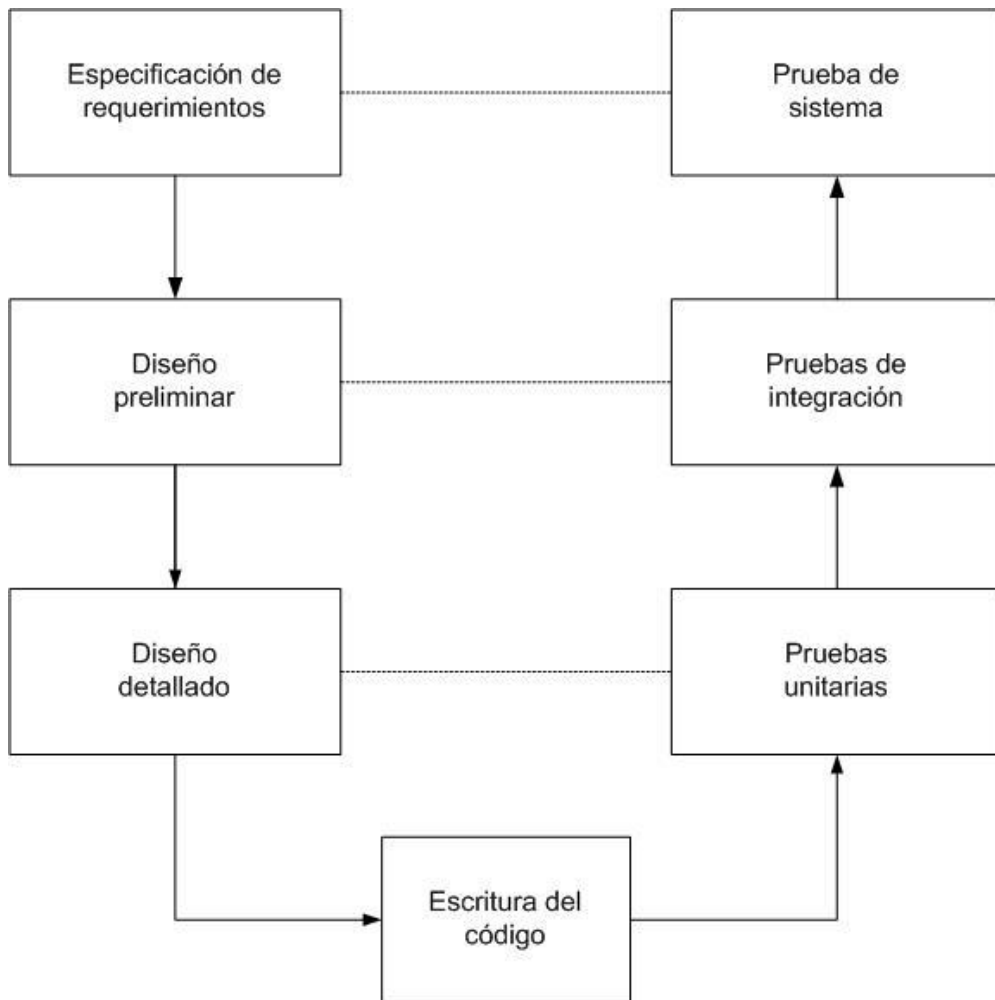 Especificación de
requerimientos
Prueba de
sistema
Diseño
preliminar
Pruebas de
integración
Diseño
detallado
Pruebas
unitarias
Escritura del
código